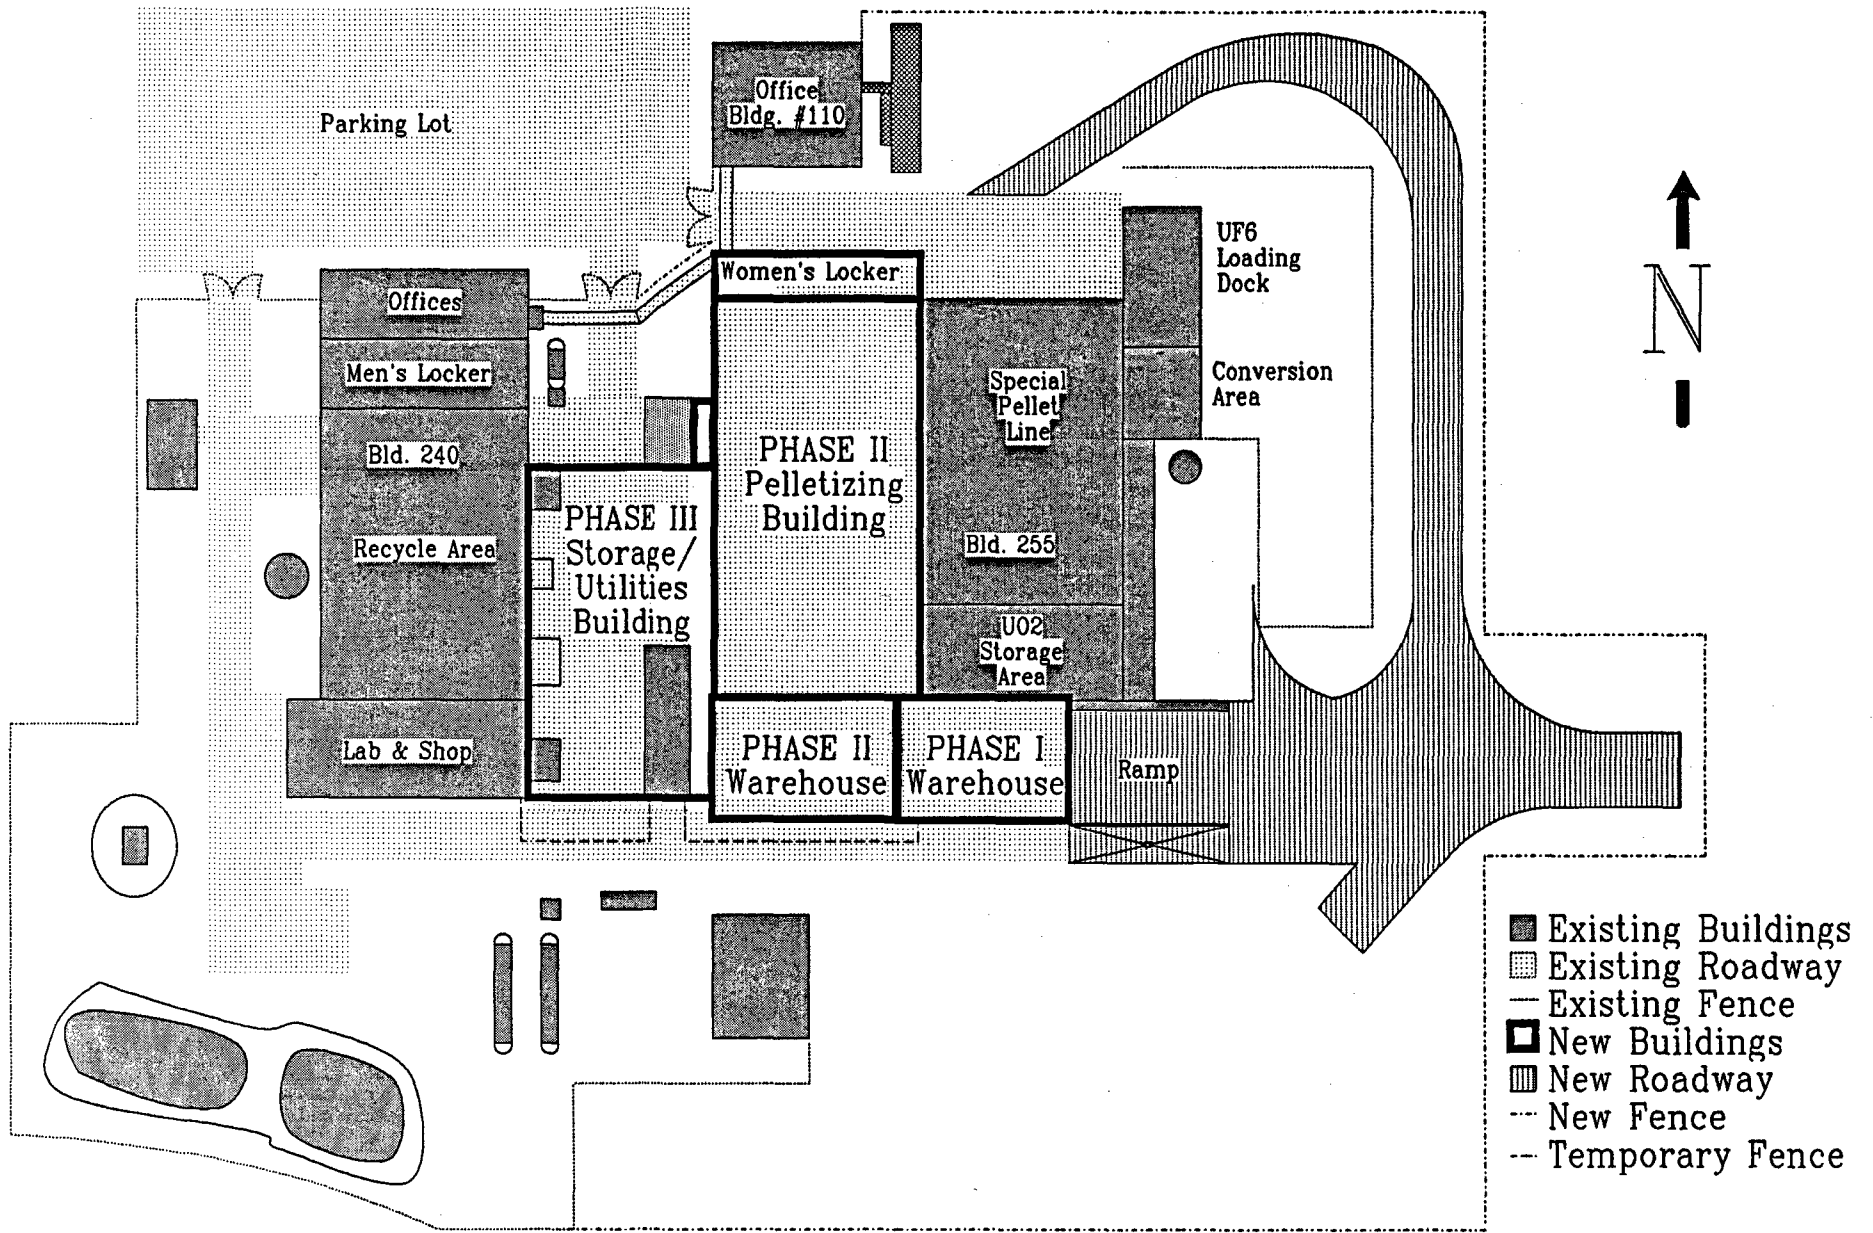 Parking Lot
Office
Bldg. #110
Women's Locker
Offices
Men's Locker
Bld. 240
Recycle Area
Lab & Shop
PHASE III
Storage/
Utilities
Building
PHASE II
Pelletizing
Building
PHASE II
Warehouse
PHASE I
Warehouse
Special
Pellet
Line
Bld. 255
UO2
Storage
Area
UF6
Loading
Dock
Conversion
Area
Ramp
N
Existing Buildings
Existing Roadway
Existing Fence
New Buildings
New Roadway
New Fence
Temporary Fence